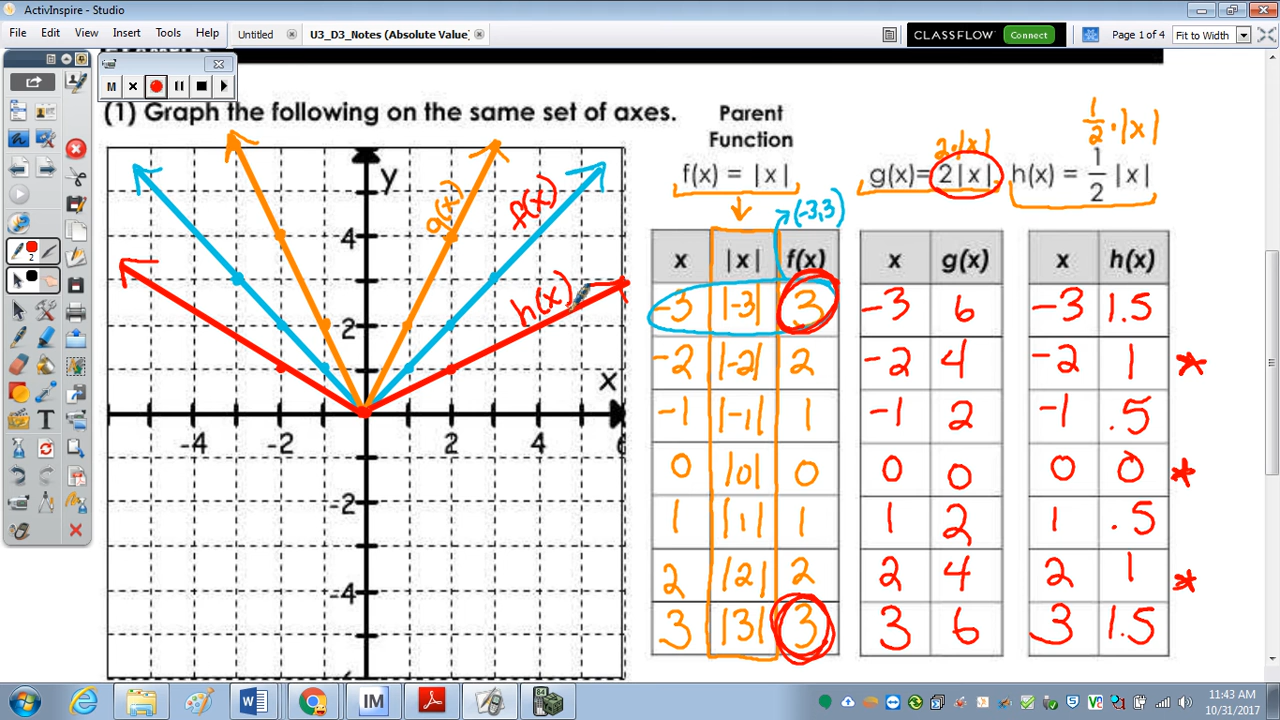 ActivInspire - Studio
File Edit View Insert Tools Help Untitled U3_D3_Notes (Absolute Value) CLASSFLOW Connect Page 1 of 4 Fit to Width
(1) Graph the following on the same set of axes.
Parent
Function
f(x) = |x|
2·|x|
g(x)= 2|x|
1/2 · |x|
h(x) = 1/2 |x|
(-3,3)
y
x
g(x)
f(x)
h(x)
4
2
-2
-4
-4 -2 2 4 6
x |x| f(x)
-3 |-3| 3
-2 |-2| 2
-1 |-1| 1
0 |0| 0
1 |1| 1
2 |2| 2
3 |3| 3
x g(x)
-3 6
-2 4
-1 2
0 0
1 2
2 4
3 6
x h(x)
-3 1.5
-2 1 *
-1 .5
0 0 *
1 .5
2 1 *
3 1.5
M
2
T
W
IM
84
11:43 AM
10/31/2017